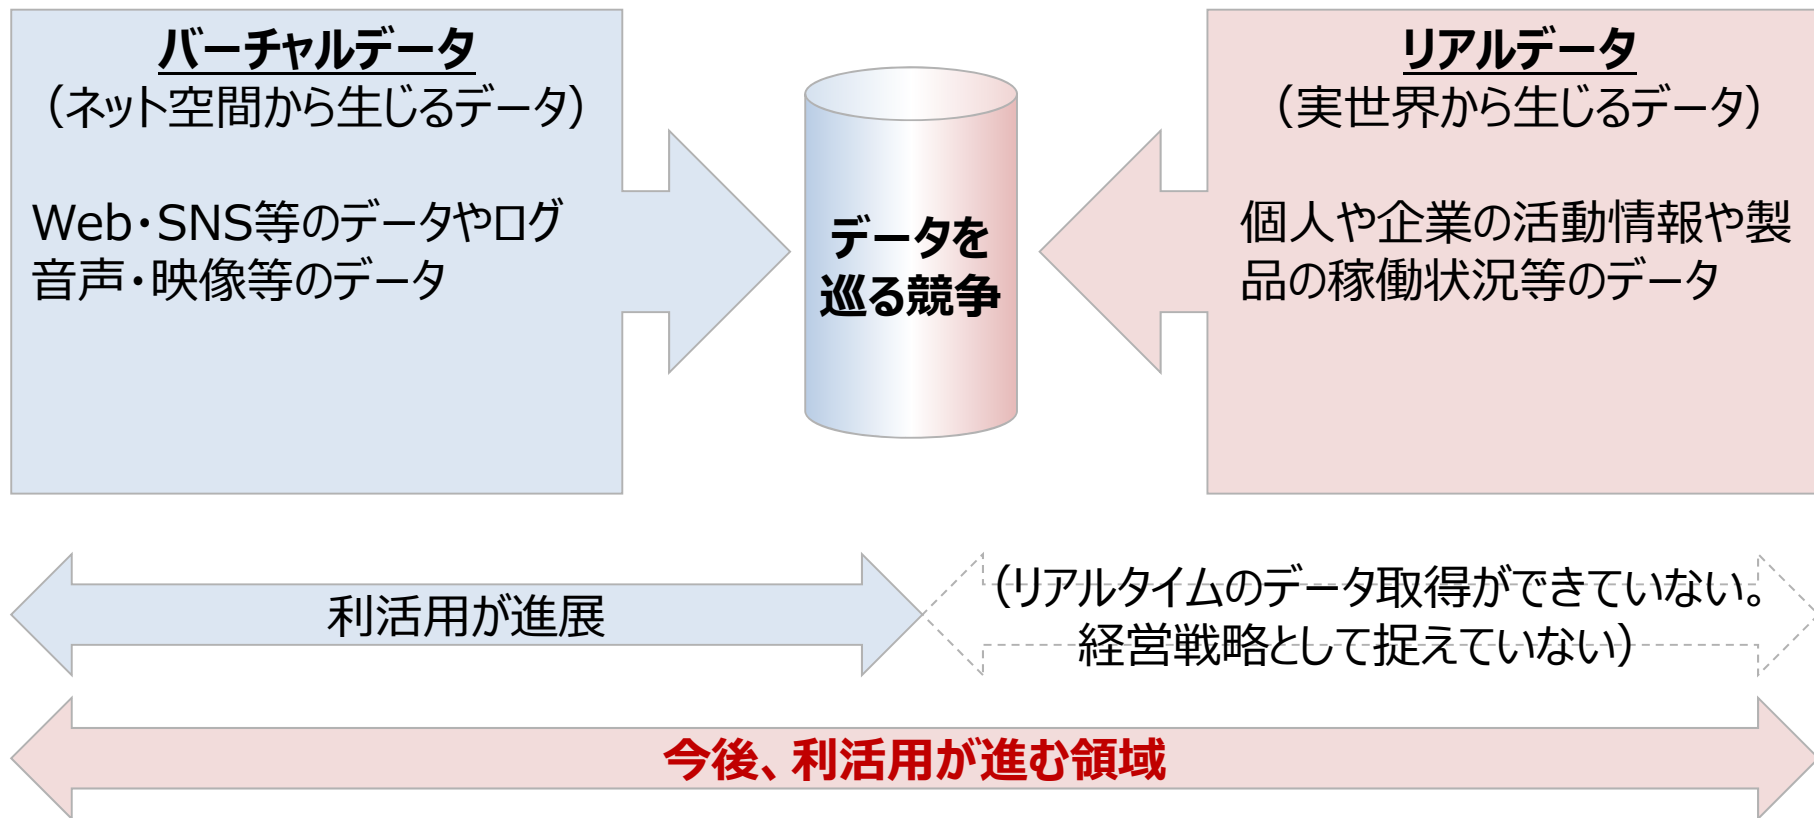 バーチャルデータ
（ネット空間から生じるデータ）
Web・SNS等のデータやログ
音声・映像等のデータ
データを
巡る競争
リアルデータ
（実世界から生じるデータ）
個人や企業の活動情報や製
品の稼働状況等のデータ
利活用が進展
（リアルタイムのデータ取得ができていない。
経営戦略として捉えていない）
今後、利活用が進む領域